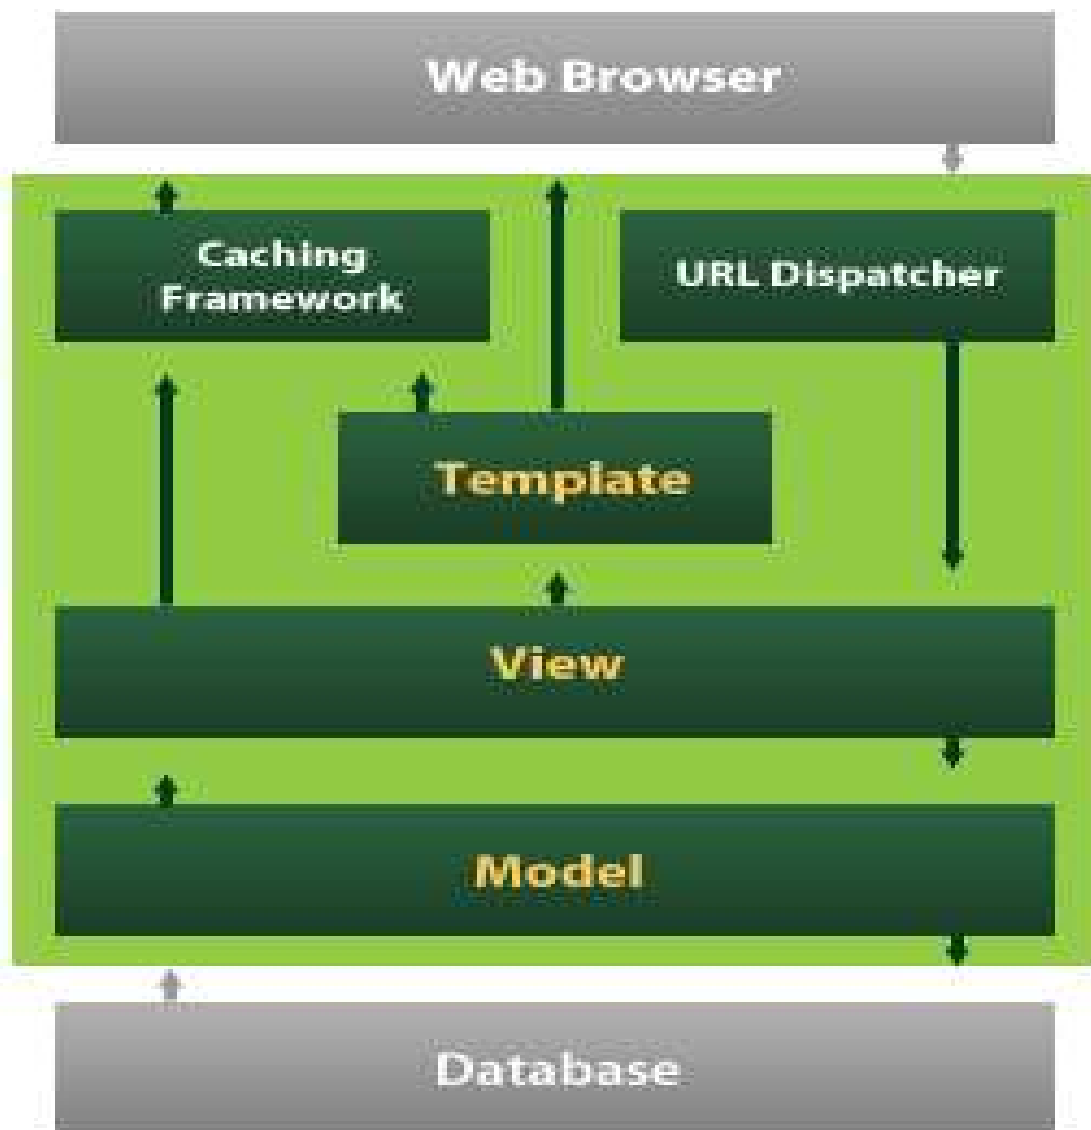 Web Browser
Caching
Framework
URL Dispatcher
Template
View
Model
Database